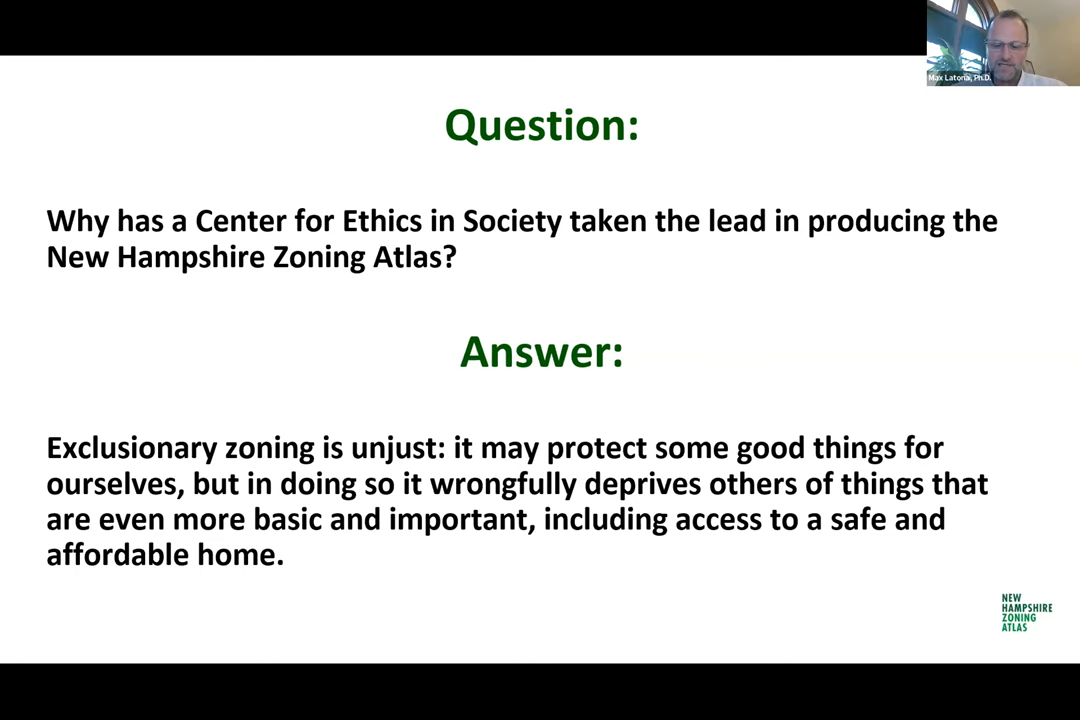 Max Latona, Ph.D.
Question:
Why has a Center for Ethics in Society taken the lead in producing the
New Hampshire Zoning Atlas?
Answer:
Exclusionary zoning is unjust: it may protect some good things for
ourselves, but in doing so it wrongfully deprives others of things that
are even more basic and important, including access to a safe and
affordable home.
NEW
HAMPSHIRE
ZONING
ATLAS